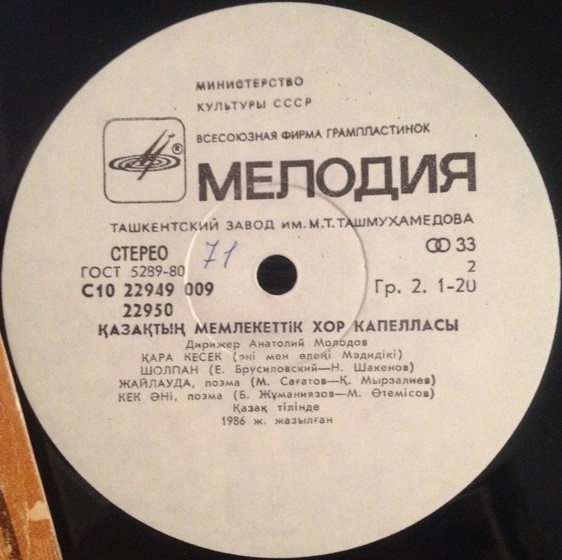 МИНИСТЕРСТВО
КУЛЬТУРЫ СССР
ВСЕСОЮЗНАЯ ФИРМА ГРАМПЛАСТИНОК
®
МЕЛОДИЯ
ТАШКЕНТСКИЙ ЗАВОД ИМ. М.Т. ТАШМУХАМЕДОВА
СТЕРЕО 71 33
ГОСТ 5289-80 2
С10 22949 009 Гр. 2. 1-20
22950
ҚАЗАҚТЫҢ МЕМЛЕКЕТТІК ХОР КАПЕЛЛАСЫ
Дирижер Анатолий Молодов
ҚАРА КЕСЕК (әні мен өлеңі Мәдидікі)
ШОЛПАН (Е. Брусиловский—Н. Шакенов)
ЖАЙЛАУДА, поэма (М. Сағатов—Қ. Мырзалиев)
КЕК ӘНІ, поэма (Б. Жұманиязов—М. Өтемісов)
Қазақ тілінде
1986 ж. жазылған